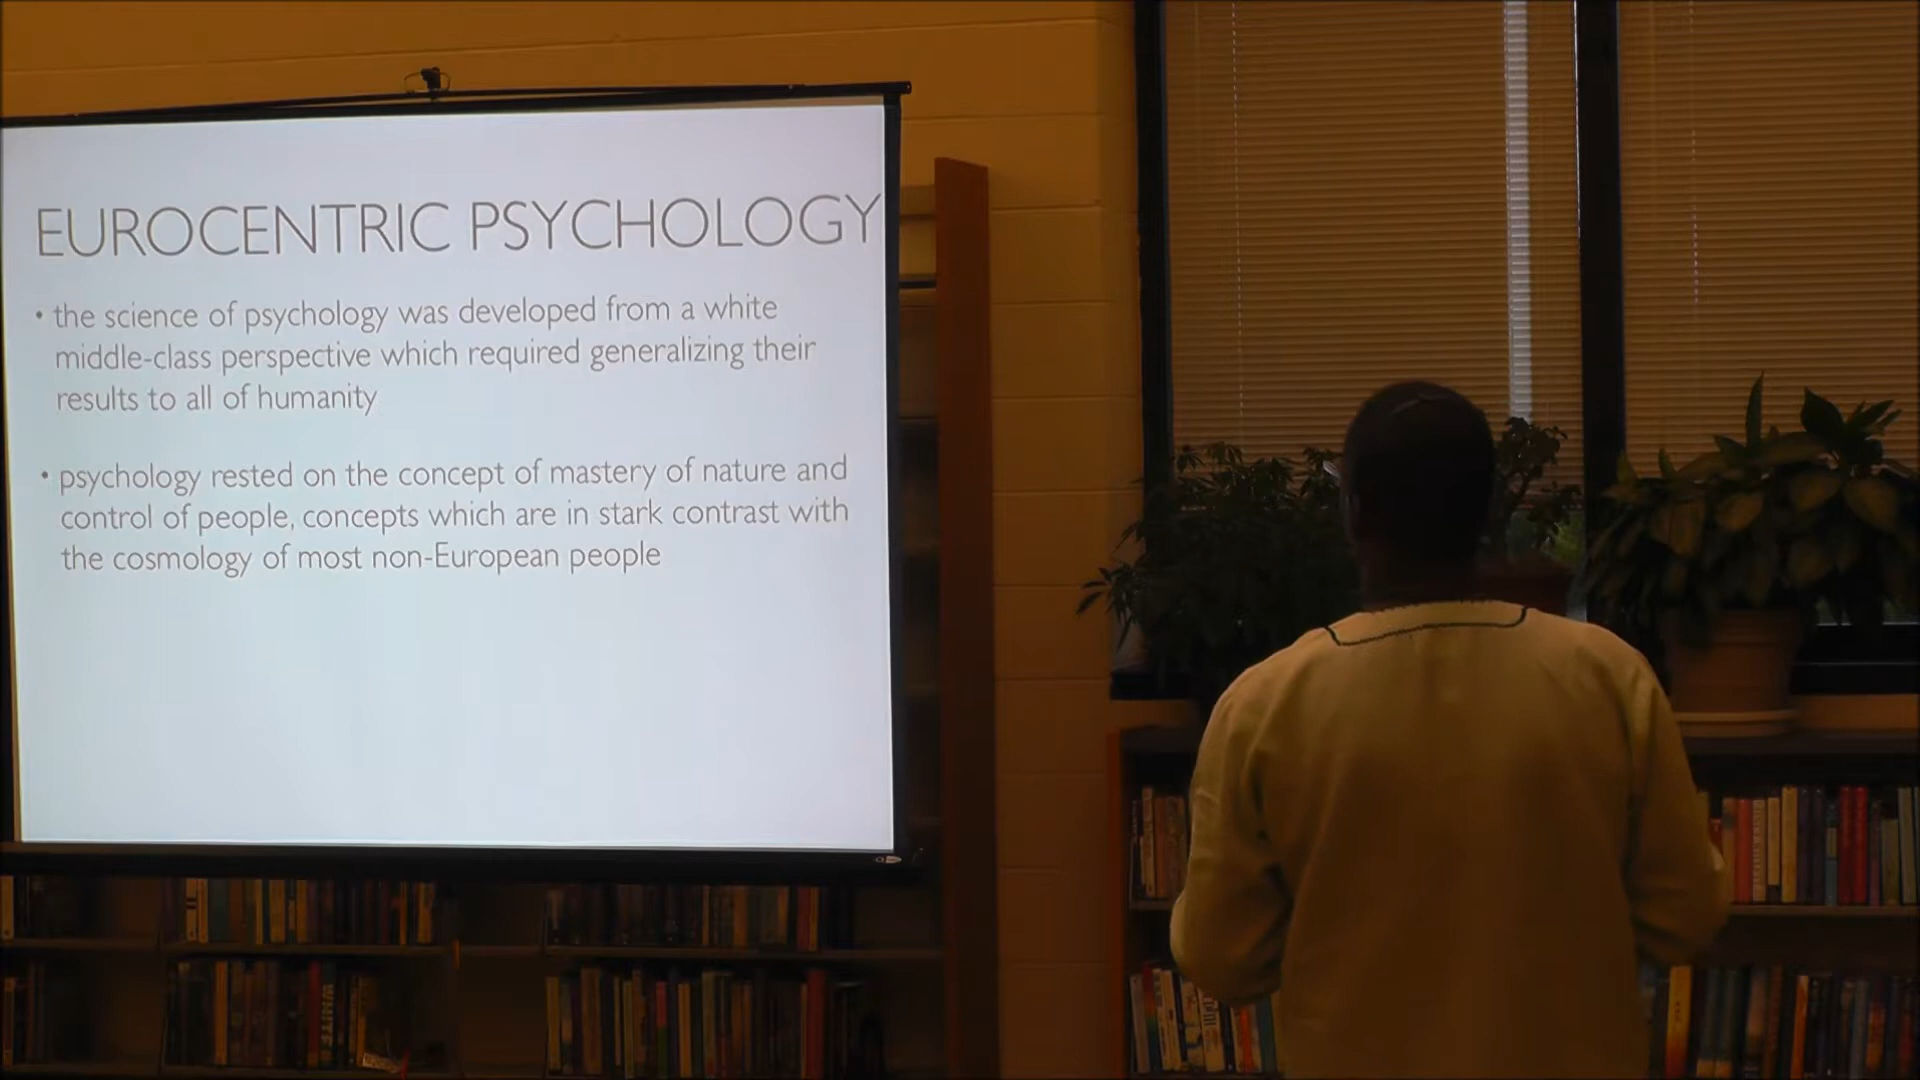 EUROCENTRIC PSYCHOLOGY
• the science of psychology was developed from a white
middle-class perspective which required generalizing their
results to all of humanity
• psychology rested on the concept of mastery of nature and
control of people, concepts which are in stark contrast with
the cosmology of most non-European people
WHITE